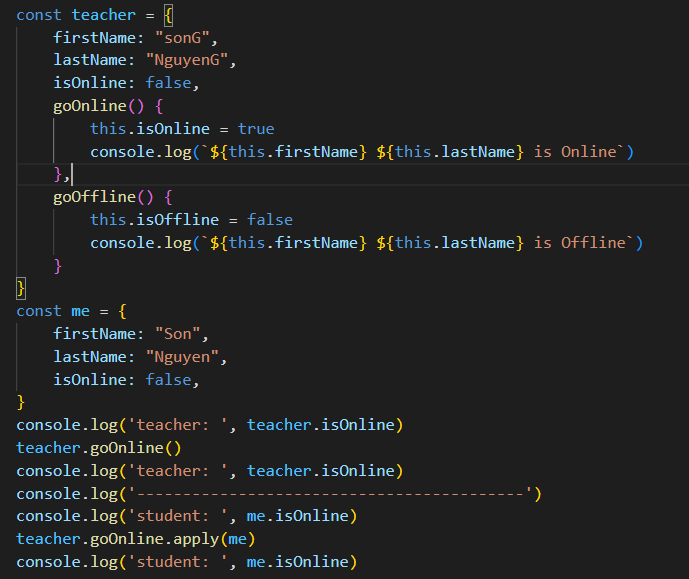 const teacher = {
    firstName: "sonG",
    lastName: "NguyenG",
    isOnline: false,
    goOnline() {
        this.isOnline = true
        console.log(`${this.firstName} ${this.lastName} is Online`)
    },
    goOffline() {
        this.isOffline = false
        console.log(`${this.firstName} ${this.lastName} is Offline`)
    }
}
const me = {
    firstName: "Son",
    lastName: "Nguyen",
    isOnline: false,
}
console.log('teacher: ', teacher.isOnline)
teacher.goOnline()
console.log('teacher: ', teacher.isOnline)
console.log('------------------------------------------')
console.log('student: ', me.isOnline)
teacher.goOnline.apply(me)
console.log('student: ', me.isOnline)